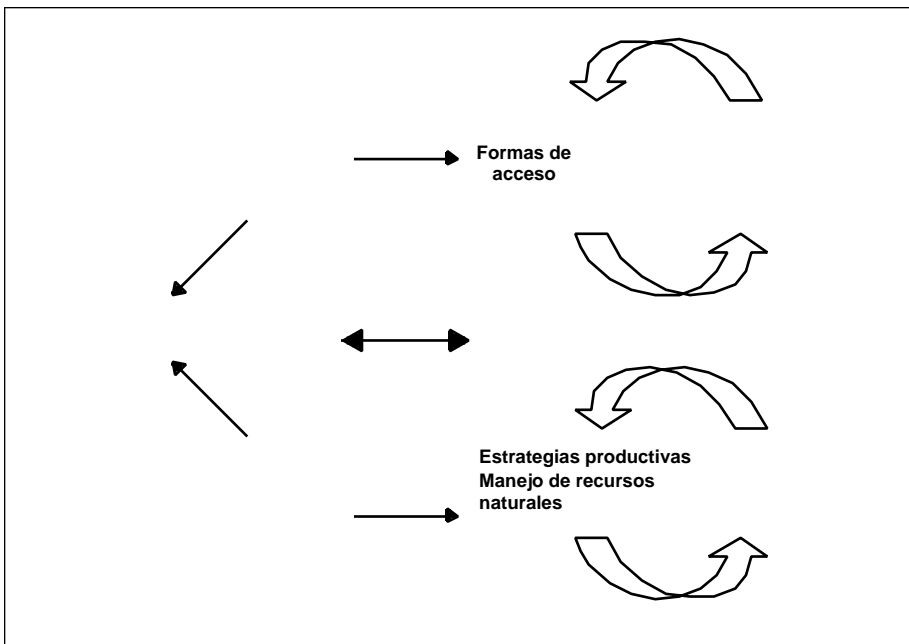 Formas de
acceso
Estrategias productivas
Manejo de recursos
naturales